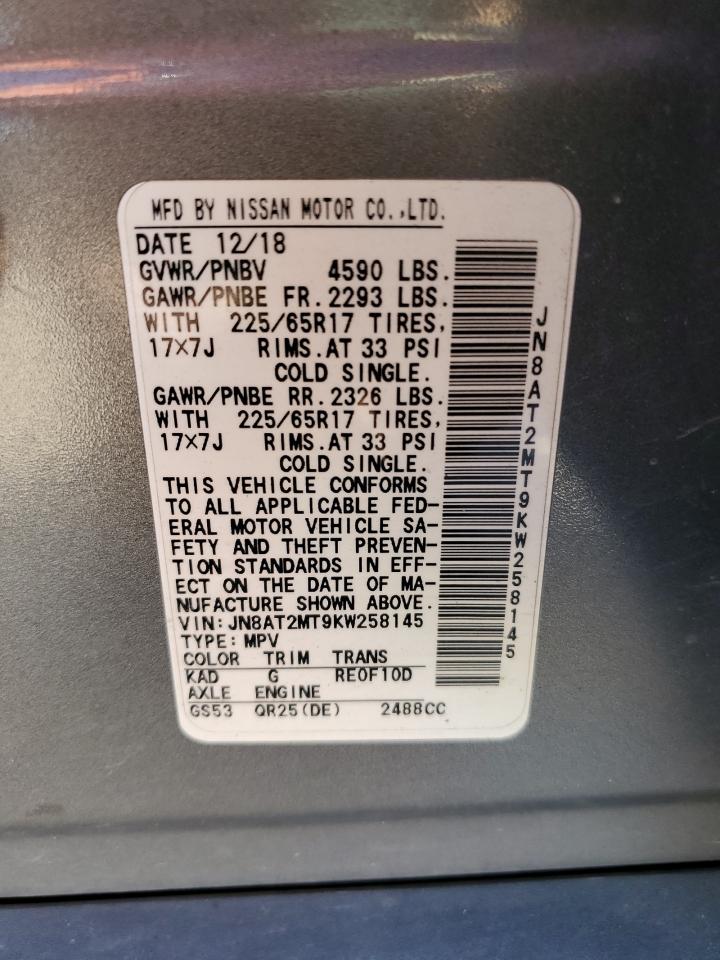 MFD BY NISSAN MOTOR CO.,LTD.
DATE 12/18
GVWR/PNBV 4590 LBS.
GAWR/PNBE FR.2293 LBS.
WITH 225/65R17 TIRES,
17×7J RIMS.AT 33 PSI
COLD SINGLE.
GAWR/PNBE RR.2326 LBS.
WITH 225/65R17 TIRES,
17×7J RIMS.AT 33 PSI
COLD SINGLE.
THIS VEHICLE CONFORMS
TO ALL APPLICABLE FED-
ERAL MOTOR VEHICLE SA-
FETY AND THEFT PREVEN-
TION STANDARDS IN EFF-
ECT ON THE DATE OF MA-
NUFACTURE SHOWN ABOVE.
VIN:JN8AT2MT9KW258145
TYPE:MPV
COLOR TRIM TRANS
KAD G RE0F10D
AXLE ENGINE
GS53 QR25(DE) 2488CC
JN8AT2MT9KW258145